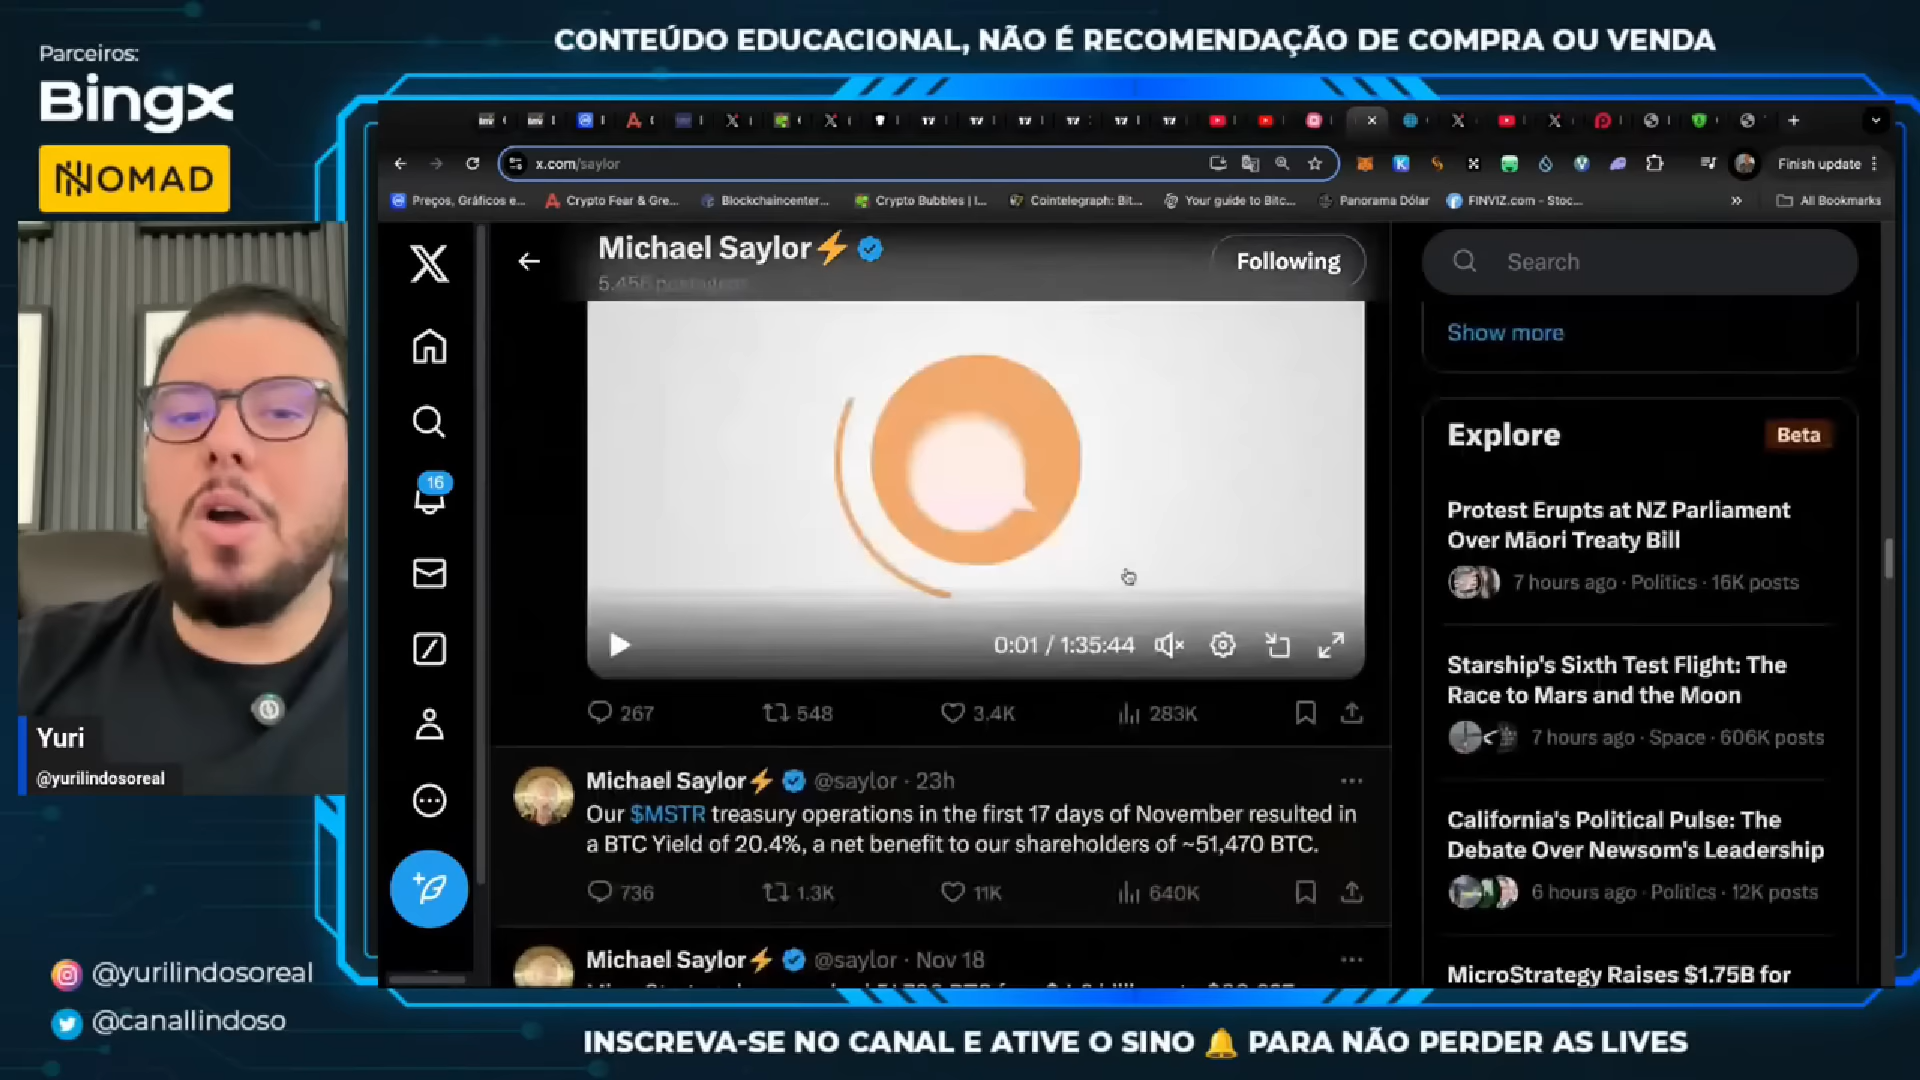 Parceiros:
BingX
NOMAD
CONTEÚDO EDUCACIONAL, NÃO É RECOMENDAÇÃO DE COMPRA OU VENDA
x.com/saylor
Finish update
Preços, Gráficos e...
Crypto Fear & Gre...
Blockchaincenter...
Crypto Bubbles | I...
Cointelegraph: Bit...
Your guide to Bitc...
Panorama Dólar
FINVIZ.com - Stoc...
»
All Bookmarks
Michael Saylor⚡
5.456 postagens
Following
Search
Show more
16
0:01 / 1:35:44
267
548
3.4K
283K
Michael Saylor⚡ @saylor · 23h
Our $MSTR treasury operations in the first 17 days of November resulted in
a BTC Yield of 20.4%, a net benefit to our shareholders of ~51,470 BTC.
736
1.3K
11K
640K
Michael Saylor⚡ @saylor · Nov 18
Explore
Beta
Protest Erupts at NZ Parliament
Over Māori Treaty Bill
7 hours ago · Politics · 16K posts
Starship's Sixth Test Flight: The
Race to Mars and the Moon
7 hours ago · Space · 606K posts
California's Political Pulse: The
Debate Over Newsom's Leadership
6 hours ago · Politics · 12K posts
MicroStrategy Raises $1.75B for
Yuri
@yurilindosoreal
@yurilindosoreal
@canallindoso
INSCREVA-SE NO CANAL E ATIVE O SINO 🔔 PARA NÃO PERDER AS LIVES